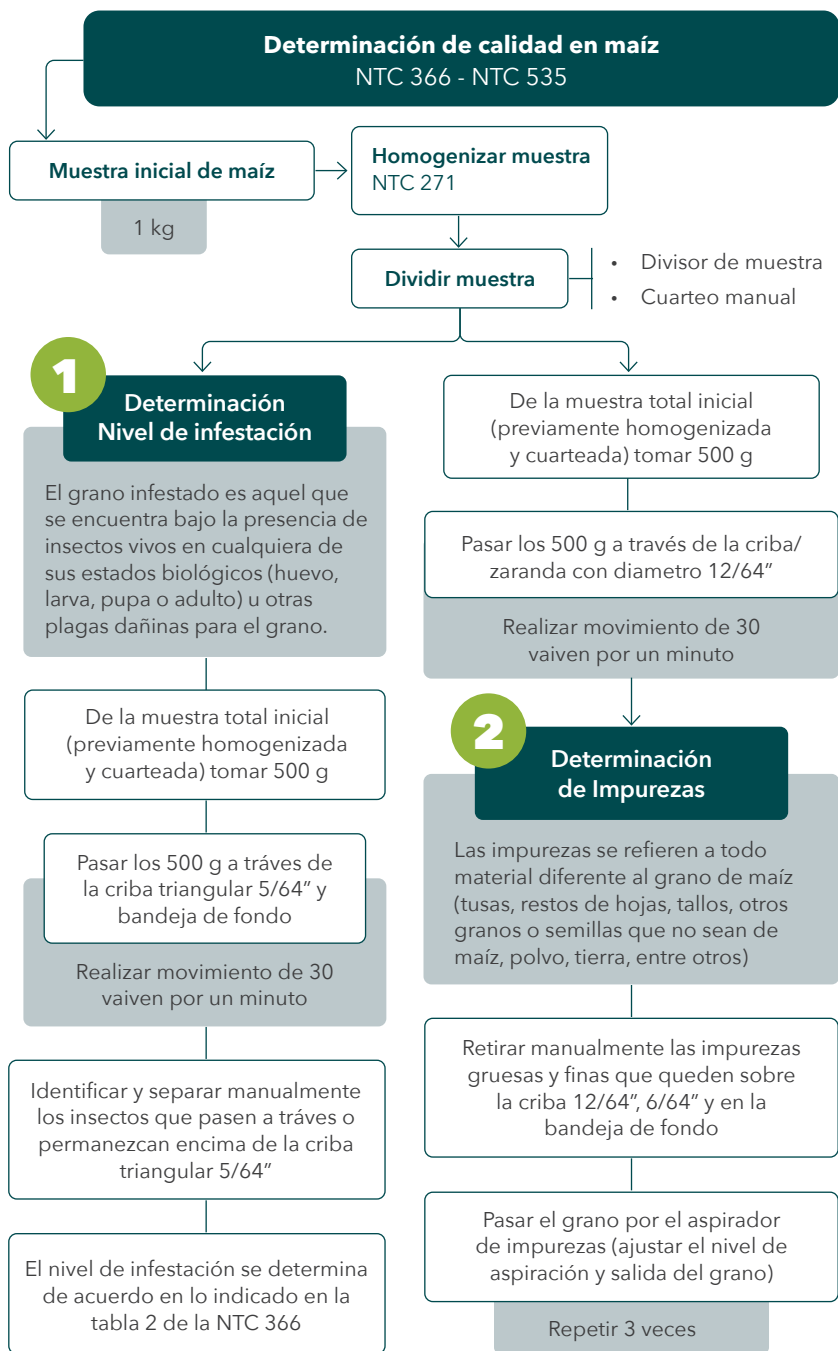 Determinación de calidad en maíz
NTC 366 - NTC 535
Muestra inicial de maíz
1 kg
Homogenizar muestra
NTC 271
Dividir muestra
• Divisor de muestra
• Cuarteo manual
1
Determinación
Nivel de infestación
El grano infestado es aquel que
se encuentra bajo la presencia de
insectos vivos en cualquiera de
sus estados biológicos (huevo,
larva, pupa o adulto) u otras
plagas dañinas para el grano.
De la muestra total inicial
(previamente homogenizada
y cuarteada) tomar 500 g
Pasar los 500 g a tráves de
la criba triangular 5/64” y
bandeja de fondo
Realizar movimiento de 30
vaiven por un minuto
Identificar y separar manualmente
los insectos que pasen a tráves o
permanezcan encima de la criba
triangular 5/64”
El nivel de infestación se determina
de acuerdo en lo indicado en la
tabla 2 de la NTC 366
De la muestra total inicial
(previamente homogenizada
y cuarteada) tomar 500 g
Pasar los 500 g a través de la criba/
zaranda con diametro 12/64”
Realizar movimiento de 30
vaiven por un minuto
2
Determinación
de Impurezas
Las impurezas se refieren a todo
material diferente al grano de maíz
(tusas, restos de hojas, tallos, otros
granos o semillas que no sean de
maíz, polvo, tierra, entre otros)
Retirar manualmente las impurezas
gruesas y finas que queden sobre
la criba 12/64”, 6/64” y en la
bandeja de fondo
Pasar el grano por el aspirador
de impurezas (ajustar el nivel de
aspiración y salida del grano)
Repetir 3 veces